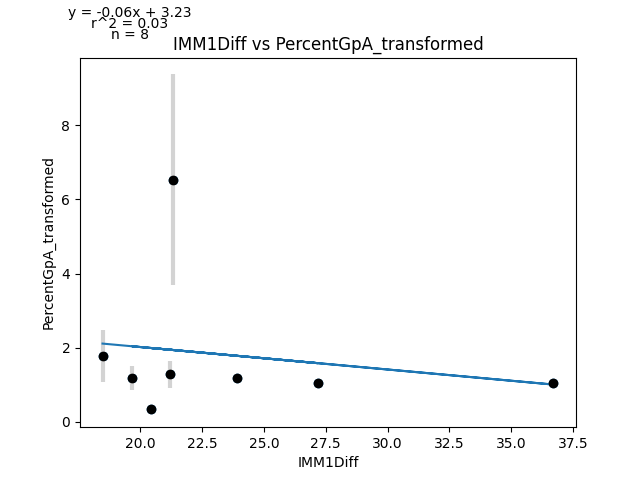 y = -0.06x + 3.23
r^2 = 0.03
n = 8
IMM1Diff vs PercentGpA_transformed
PercentGpA_transformed
8
6
4
2
0
20.0 22.5 25.0 27.5 30.0 32.5 35.0 37.5
IMM1Diff